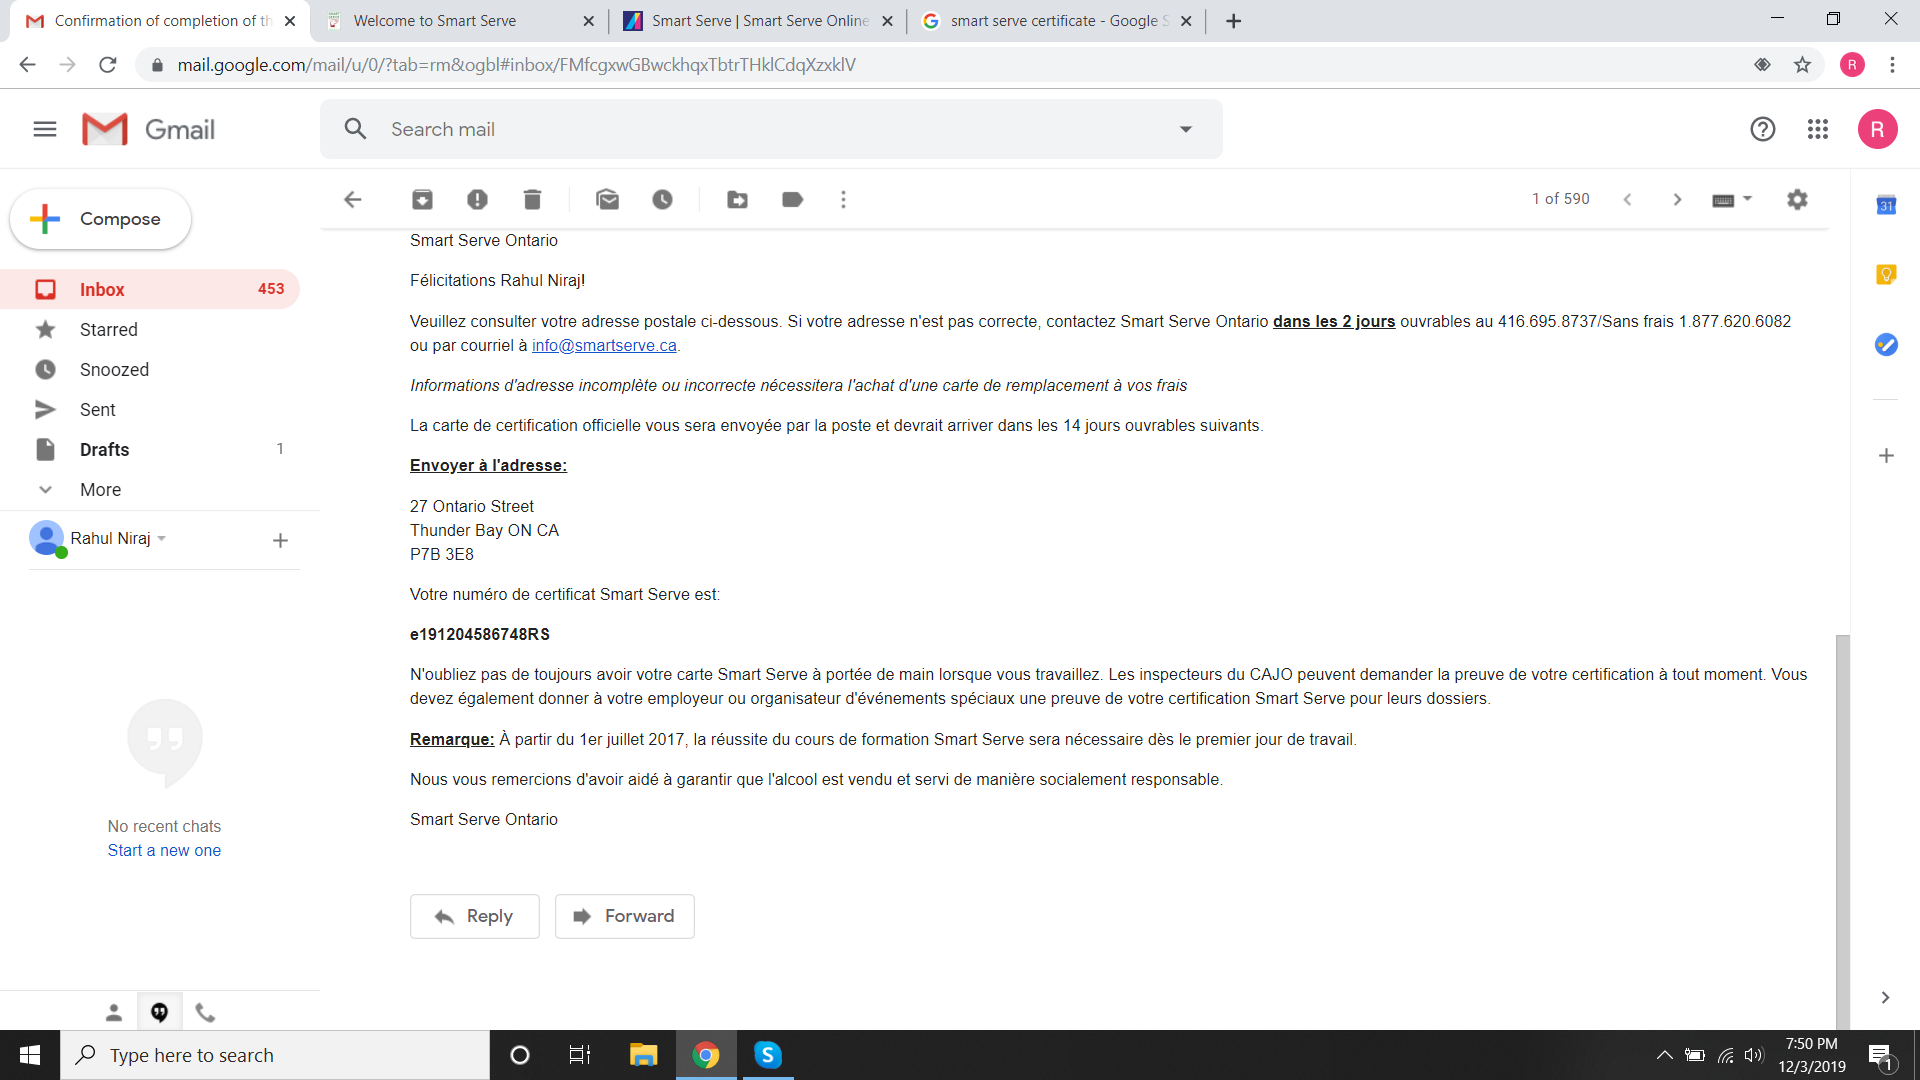 Confirmation of completion of th
Welcome to Smart Serve
Smart Serve | Smart Serve Online
smart serve certificate - Google S
mail.google.com/mail/u/0/?tab=rm&ogbl#inbox/FMfcgxwGBwckhqxTbtrTHklCdqXzxklV
R
Gmail
Search mail
R
Compose
1 of 590
31
Inbox 453
Starred
Snoozed
Sent
Drafts 1
More
Rahul Niraj
No recent chats
Start a new one
Smart Serve Ontario
Félicitations Rahul Niraj!
Veuillez consulter votre adresse postale ci-dessous. Si votre adresse n'est pas correcte, contactez Smart Serve Ontario dans les 2 jours ouvrables au 416.695.8737/Sans frais 1.877.620.6082
ou par courriel à info@smartserve.ca.
Informations d'adresse incomplète ou incorrecte nécessitera l'achat d'une carte de remplacement à vos frais
La carte de certification officielle vous sera envoyée par la poste et devrait arriver dans les 14 jours ouvrables suivants.
Envoyer à l'adresse:
27 Ontario Street
Thunder Bay ON CA
P7B 3E8
Votre numéro de certificat Smart Serve est:
e191204586748RS
N'oubliez pas de toujours avoir votre carte Smart Serve à portée de main lorsque vous travaillez. Les inspecteurs du CAJO peuvent demander la preuve de votre certification à tout moment. Vous
devez également donner à votre employeur ou organisateur d'événements spéciaux une preuve de votre certification Smart Serve pour leurs dossiers.
Remarque: À partir du 1er juillet 2017, la réussite du cours de formation Smart Serve sera nécessaire dès le premier jour de travail.
Nous vous remercions d'avoir aidé à garantir que l'alcool est vendu et servi de manière socialement responsable.
Smart Serve Ontario
Reply
Forward
Type here to search
S
7:50 PM
12/3/2019
1